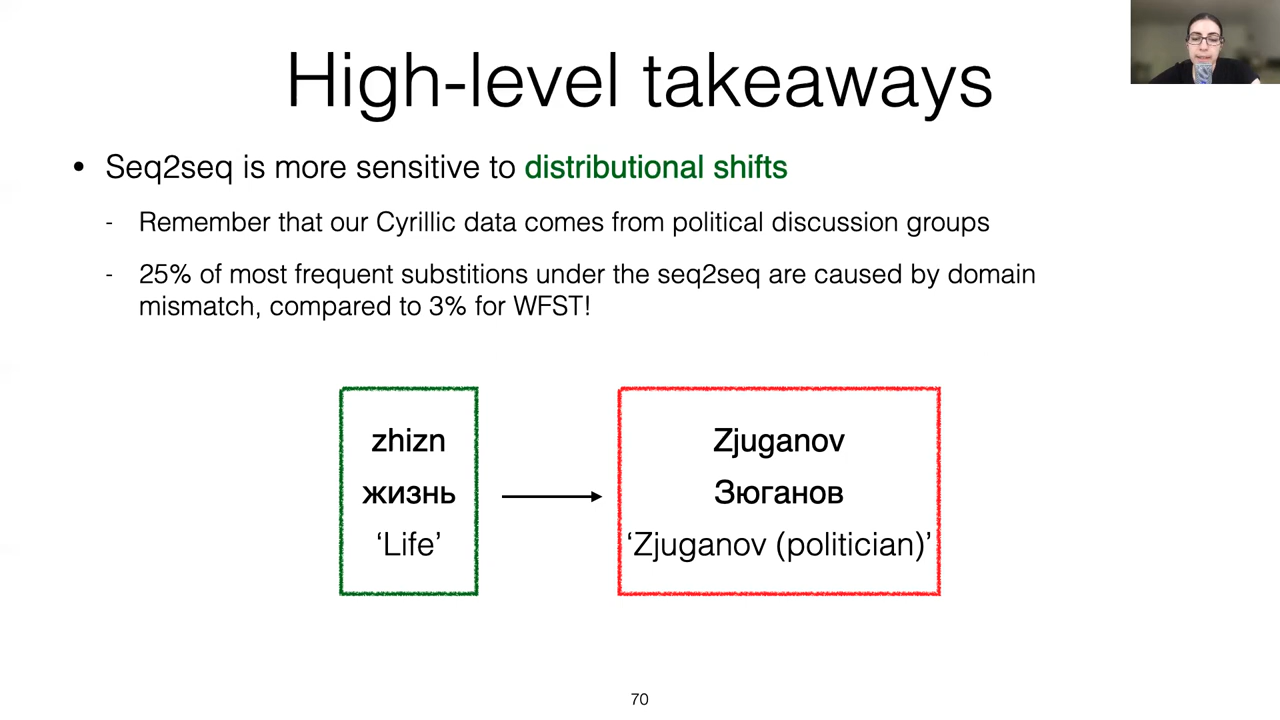 High-level takeaways
• Seq2seq is more sensitive to distributional shifts
- Remember that our Cyrillic data comes from political discussion groups
- 25% of most frequent substitions under the seq2seq are caused by domain
mismatch, compared to 3% for WFST!
zhizn
жизнь
‘Life’
Zjuganov
Зюганов
‘Zjuganov (politician)’
70